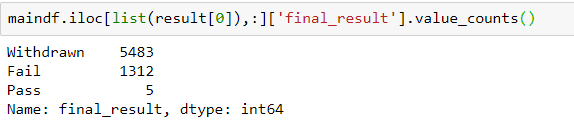 maindf.iloc[list(result[0]),:]['final_result'].value_counts()
Withdrawn    5483
Fail         1312
Pass            5
Name: final_result, dtype: int64